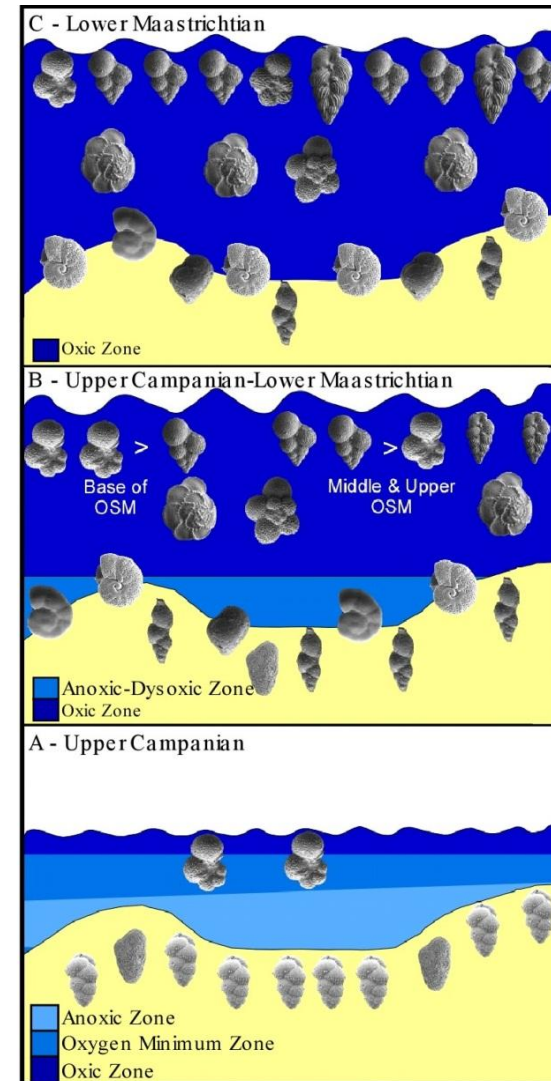 C - Lower Maastrichtian
Oxic Zone
B - Upper Campanian-Lower Maastrichtian
>
>
Base of
OSM
Middle & Upper
OSM
Anoxic-Dysoxic Zone
Oxic Zone
A - Upper Campanian
Anoxic Zone
Oxygen Minimum Zone
Oxic Zone